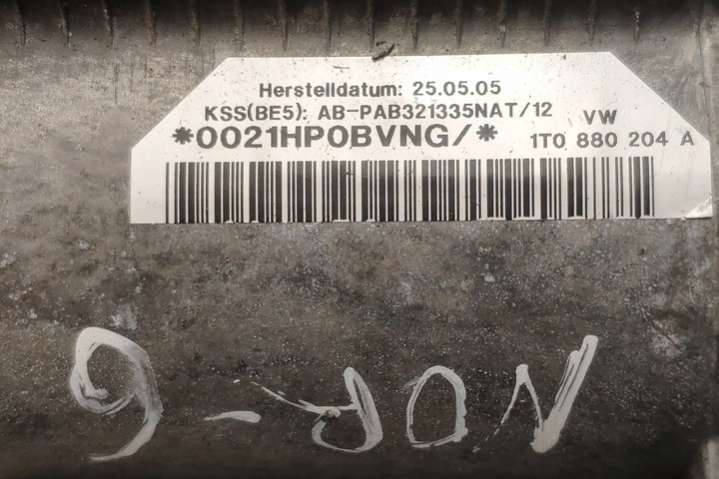 Herstelldatum: 25.05.05
KSS(BE5): AB-PAB321335NAT/12 VW
*0021HP0BVNG/* 1T0 880 204 A